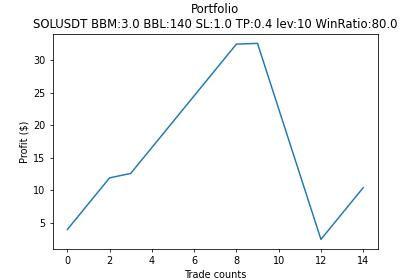 Portfolio
SOLUSDT BBM:3.0 BBL:140 SL:1.0 TP:0.4 lev:10 WinRatio:80.0
30
25
20
15
10
5
Profit ($)
0 2 4 6 8 10 12 14
Trade counts